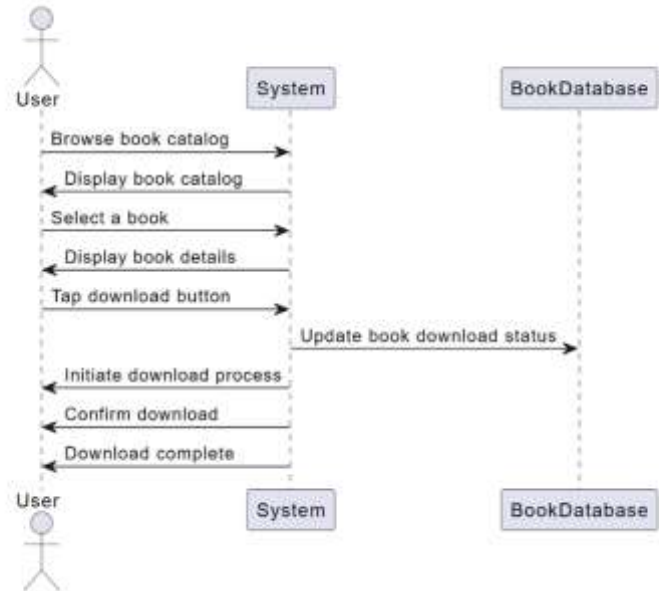 User
System
BookDatabase
Browse book catalog
Display book catalog
Select a book
Display book details
Tap download button
Update book download status
Initiate download process
Confirm download
Download complete
User
System
BookDatabase